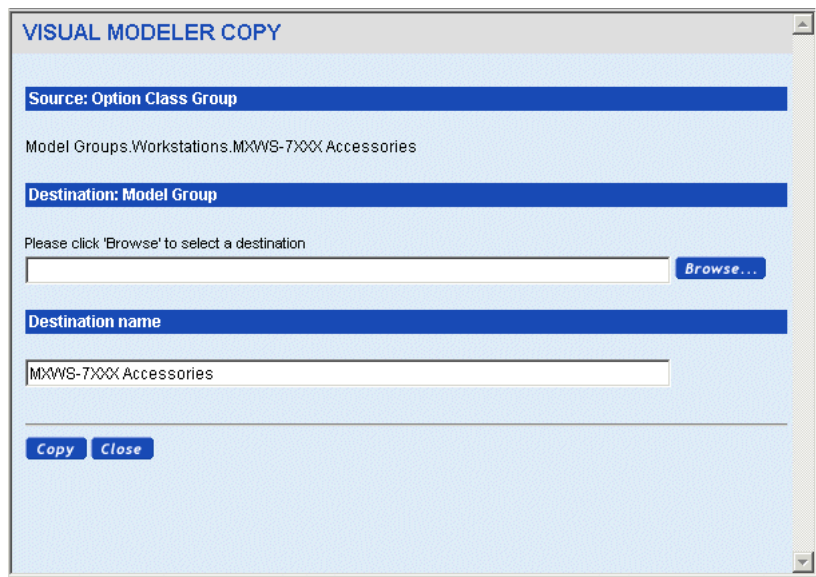 VISUAL MODELER COPY
Source: Option Class Group
Model Groups.Workstations.MXWS-7XXX Accessories
Destination: Model Group
Please click 'Browse' to select a destination
Browse...
Destination name
MXWS-7XXX Accessories
Copy Close